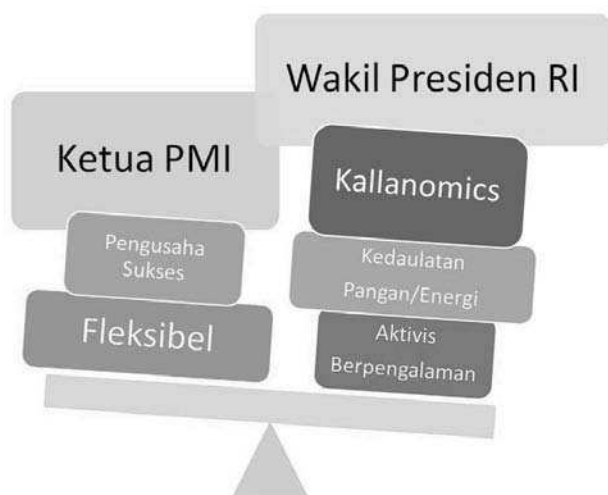 Wakil Presiden RI
Ketua PMI
Kallanomics
Pengusaha
Sukses
Kedaulatan
Pangan/Energi
Fleksibel
Aktivis
Berpengalaman